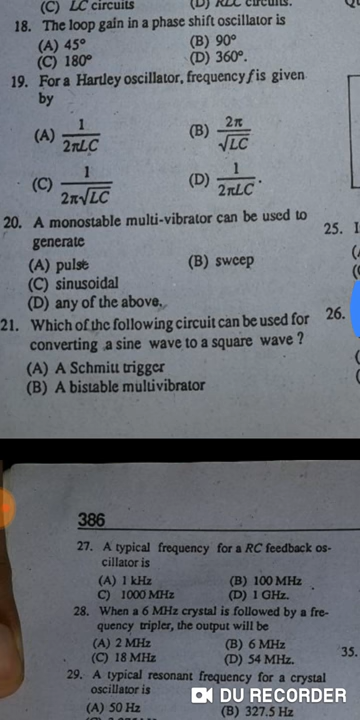 (C) LC circuits (D) RLC circuits.
18. The loop gain in a phase shift oscillator is
(A) 45° (B) 90°
(C) 180° (D) 360°.
19. For a Hartley oscillator, frequency f is given
by
(A) 1/2πLC (B) 2π/√LC
(C) 1/2π√LC (D) 1/2πLC.
20. A monostable multi-vibrator can be used to
generate
(A) pulse (B) sweep
(C) sinusoidal
(D) any of the above.
21. Which of the following circuit can be used for
converting a sine wave to a square wave ?
(A) A Schmitt trigger
(B) A bistable multivibrator
25.
26.
386
27. A typical frequency for a RC feedback os-
cillator is
(A) 1 kHz (B) 100 MHz
C) 1000 MHz (D) 1 GHz.
28. When a 6 MHz crystal is followed by a fre-
quency tripler, the output will be
(A) 2 MHz (B) 6 MHz
(C) 18 MHz (D) 54 MHz.
35.
29. A typical resonant frequency for a crystal
oscillator is
(A) 50 Hz (B) 327.5 Hz
DU RECORDER